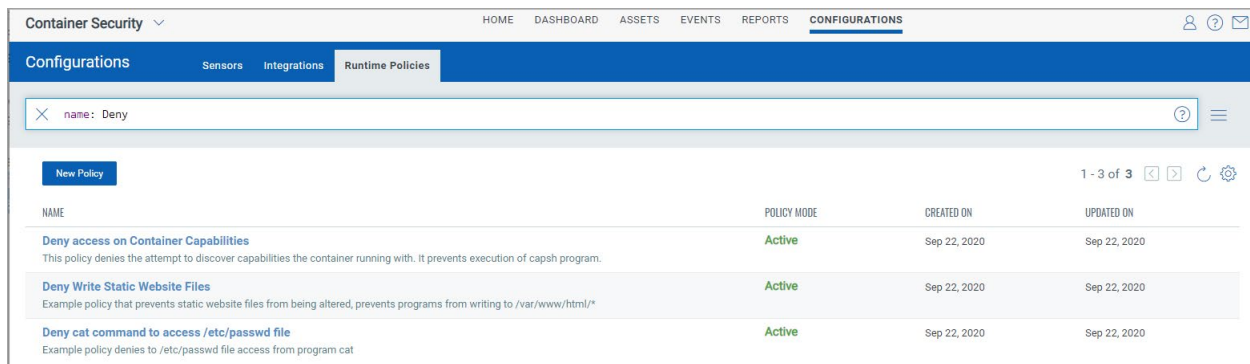 Container Security
HOME DASHBOARD ASSETS EVENTS REPORTS CONFIGURATIONS
Configurations Sensors Integrations Runtime Policies
name: Deny
New Policy 1 - 3 of 3
NAME POLICY MODE CREATED ON UPDATED ON
Deny access on Container Capabilities Active Sep 22, 2020 Sep 22, 2020
This policy denies the attempt to discover capabilities the container running with. It prevents execution of capsh program.
Deny Write Static Website Files Active Sep 22, 2020 Sep 22, 2020
Example policy that prevents static website files from being altered, prevents programs from writing to /var/www/html/*
Deny cat command to access /etc/passwd file Active Sep 22, 2020 Sep 22, 2020
Example policy denies to /etc/passwd file access from program cat